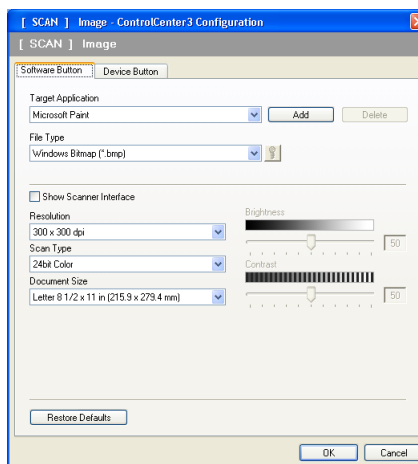 [ SCAN ] Image - ControlCenter3 Configuration
[ SCAN ] Image
Software Button Device Button
Target Application
Microsoft Paint Add Delete
File Type
Windows Bitmap (*.bmp)
Show Scanner Interface
Resolution Brightness
300 x 300 dpi
50
Scan Type
24bit Color Contrast
Document Size
Letter 8 1/2 x 11 in (215.9 x 279.4 mm) 50
Restore Defaults
OK Cancel